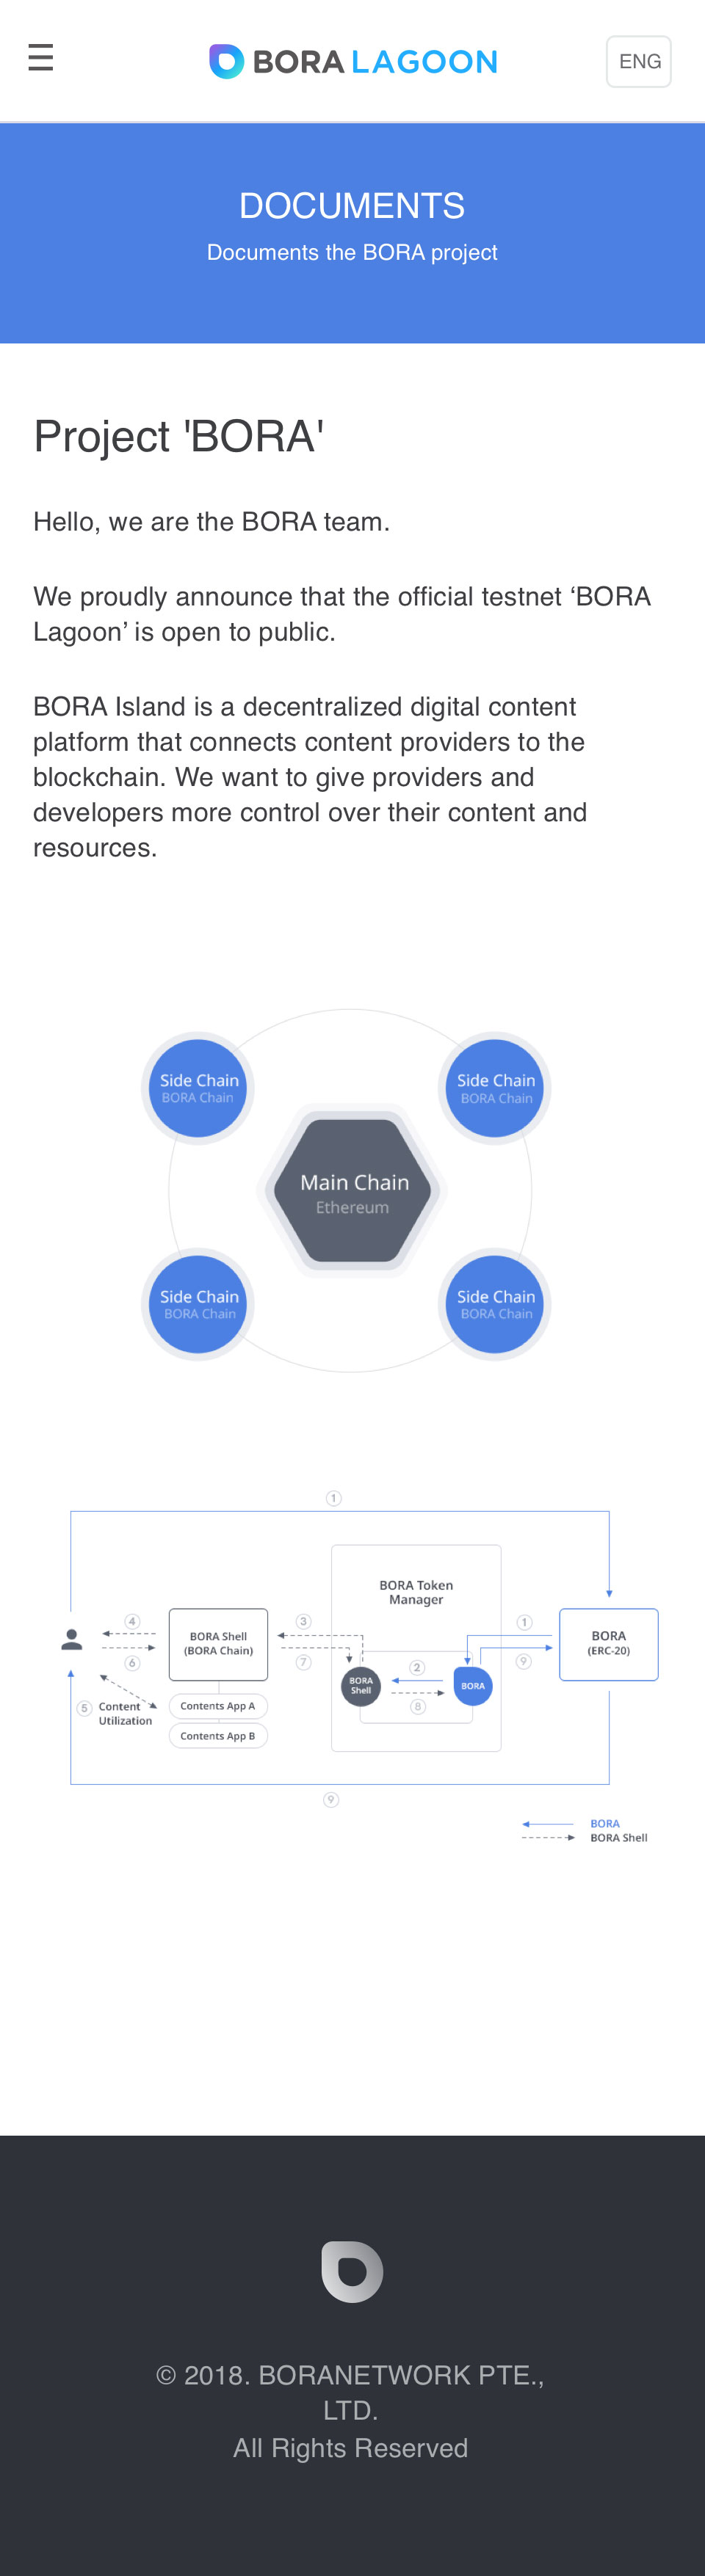 BORA LAGOON
ENG
DOCUMENTS
Documents the BORA project
Project 'BORA'
Hello, we are the BORA team.
We proudly announce that the official testnet ‘BORA
Lagoon’ is open to public.
BORA Island is a decentralized digital content
platform that connects content providers to the
blockchain. We want to give providers and
developers more control over their content and
resources.
Side Chain
BORA Chain
Side Chain
BORA Chain
Main Chain
Ethereum
Side Chain
BORA Chain
Side Chain
BORA Chain
1
BORA Token
Manager
4
6
BORA Shell
(BORA Chain)
3
7
1
9
BORA
(ERC-20)
BORA
Shell
2
8
BORA
5 Content
Utilization
Contents App A
Contents App B
9
BORA
BORA Shell
© 2018. BORANETWORK PTE.,
LTD.
All Rights Reserved